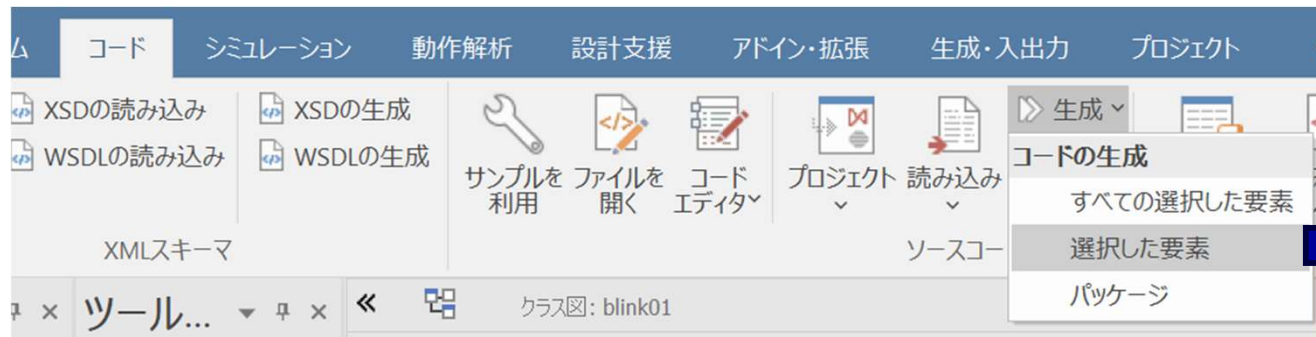 ム コード シミュレーション 動作解析 設計支援 アドイン・拡張 生成・入出力 プロジェクト
XSDの読み込み XSDの生成 生成
WSDLの読み込み WSDLの生成
サンプルを ファイルを コード プロジェクト 読み込み
利用 開く エディタ
コードの生成
すべての選択した要素
XMLスキーマ ソースコー
選択した要素
パッケージ
ツール... クラス図: blink01